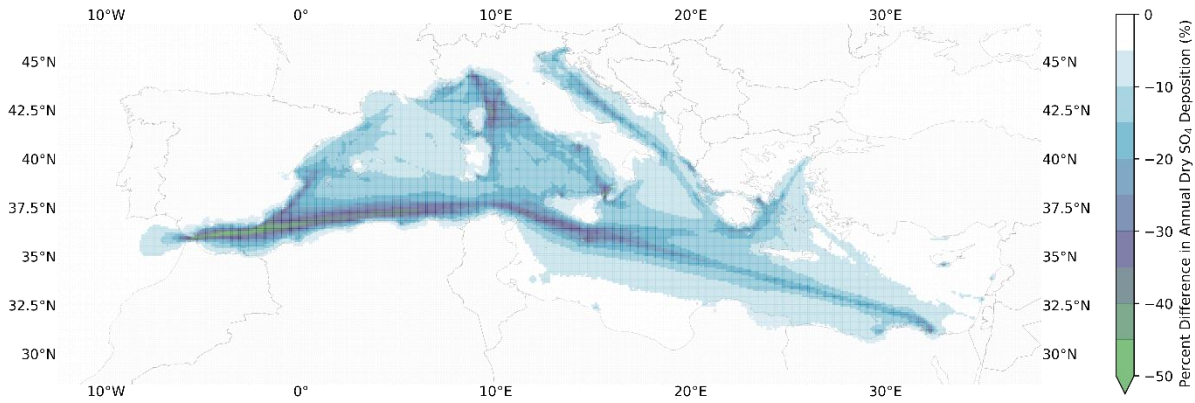 10°W 0° 10°E 20°E 30°E
45°N 45°N
42.5°N 42.5°N
40°N 40°N
37.5°N 37.5°N
35°N 35°N
32.5°N 32.5°N
30°N 30°N
10°W 0° 10°E 20°E 30°E
0
−10
−20
−30
−40
−50
Percent Difference in Annual Dry SO₄ Deposition (%)